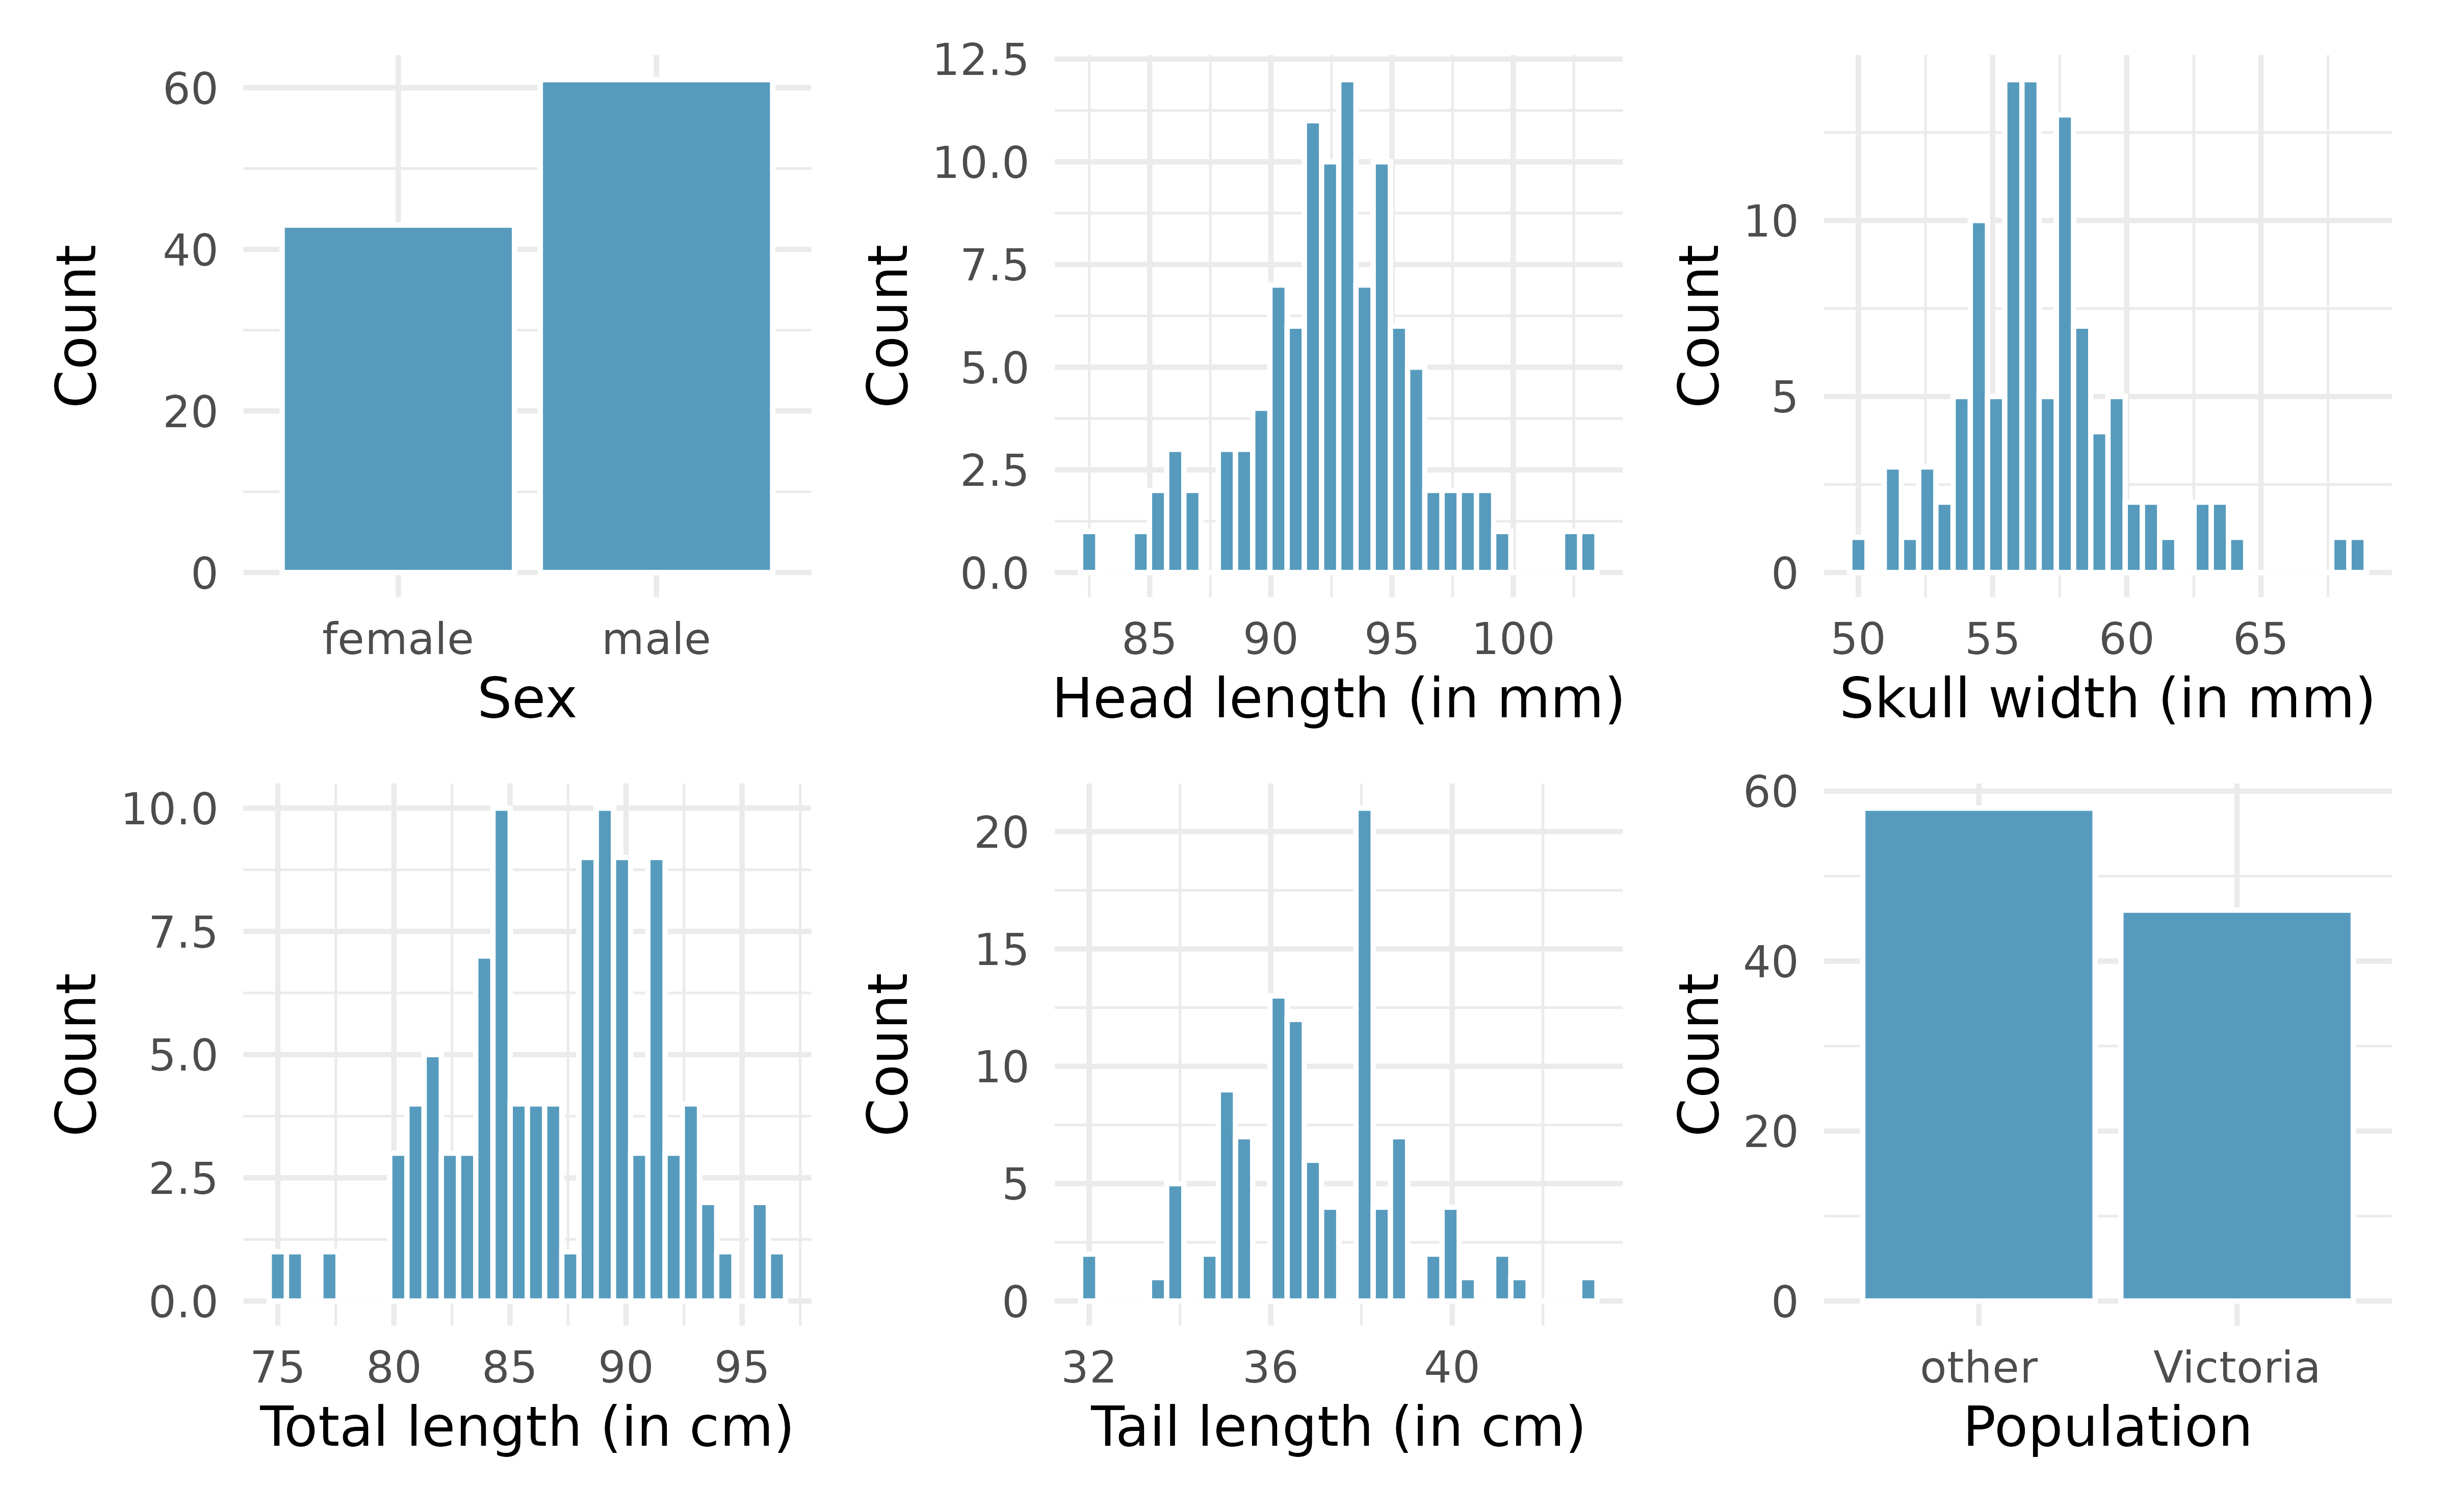 Count
60
40
20
0
female male
Sex
Count
12.5
10.0
7.5
5.0
2.5
0.0
85 90 95 100
Head length (in mm)
Count
10
5
0
50 55 60 65
Skull width (in mm)
Count
10.0
7.5
5.0
2.5
0.0
75 80 85 90 95
Total length (in cm)
Count
20
15
10
5
0
32 36 40
Tail length (in cm)
Count
60
40
20
0
other Victoria
Population